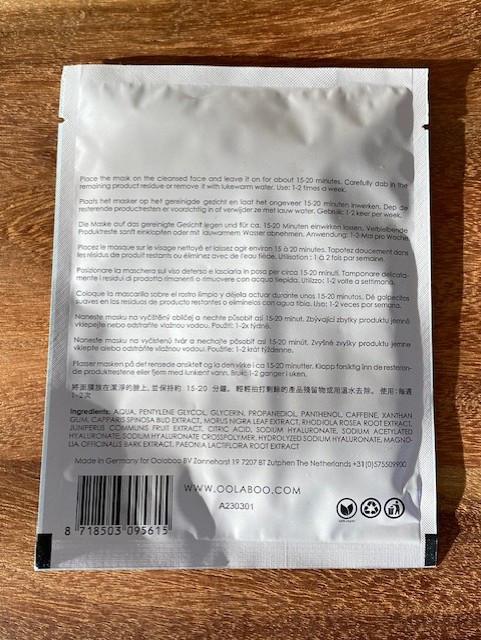 Place the mask on the cleansed face and leave it on for about 15-20 minutes. Carefully dab in the
remaining product residue or remove it with lukewarm water. Use: 1-2 times a week.
Plaats het masker op het gereinigde gezicht en laat het ongeveer 15-20 minuten inwerken. Dep de
resterende productresten er voorzichtig in of verwijder ze met lauw water. Gebruik: 1-2 keer per week.
Die Maske auf das gereinigte Gesicht legen und für ca. 15-20 Minuten einwirken lassen. Verbleibende
Produktreste sanft einklopfen oder mit lauwarmem Wasser abnehmen. Anwendung: 1-2 Mal pro Woche.
Placez le masque sur le visage nettoyé et laissez agir environ 15 à 20 minutes. Tapotez doucement dans
les résidus de produit restants ou éliminez avec de l'eau tiède. Utilisation : 1 à 2 fois par semaine.
Posizionare la maschera sul viso deterso e lasciarla in posa per circa 15-20 minuti. Tamponare delicata-
mente i residui di prodotto rimanenti o rimuovere con acqua tiepida. Utilizzo: 1-2 volte a settimana.
Coloque la mascarilla sobre el rostro limpio y déjela actuar durante unos 15-20 minutos. Dé golpecitos
suaves en los residuos de producto restantes o elimínelos con agua tibia. Uso: 1-2 veces por semana.
Naneste masku na vyčištěný obličej a nechte působit asi 15-20 minut. Zbývající zbytky produktu jemně
vklepejte nebo odstraňte vlažnou vodou. Použití: 1-2x týdně.
Naneste masku na vyčistenú tvár a nechajte pôsobiť asi 15-20 minút. Zvyšné zvyšky produktu jemne
vklepte alebo odstráňte vlažnou vodou. Použitie: 1-2 krát týždenne.
Plasser masken på det rensede ansiktet og la den virke i ca 15-20 minutter. Klapp forsiktig inn de resteren-
de produktrestene eller fjern med lunkent vann. Bruk: 1-2 ganger i uken.
將面膜放在潔淨的臉上, 並保持約 15-20 分鐘。 輕輕拍打剩餘的產品殘留物或用溫水去除。 使用: 每週
1-2次
Ingredients: AQUA, PENTYLENE GLYCOL, GLYCERIN, PROPANEDIOL, PANTHENOL, CAFFEINE, XANTHAN
GUM, CAPPARIS SPINOSA BUD EXTRACT, MORUS NIGRA LEAF EXTRACT, RHODIOLA ROSEA ROOT EXTRACT,
JUNIPERUS COMMUNIS FRUIT EXTRACT, CITRIC ACID, SODIUM HYALURONATE, SODIUM ACETYLATED
HYALURONATE, SODIUM HYALURONATE CROSSPOLYMER, HYDROLYZED SODIUM HYALURONATE, MAGNO-
LIA OFFICINALIS BARK EXTRACT, PAEONIA LACTIFLORA ROOT EXTRACT
Made in Germany for Oolaboo BV Zonnehorst 19 7207 BT Zutphen The Netherlands +31(0)575509900
WWW.OOLABOO.COM
A230301
8 718503 095615